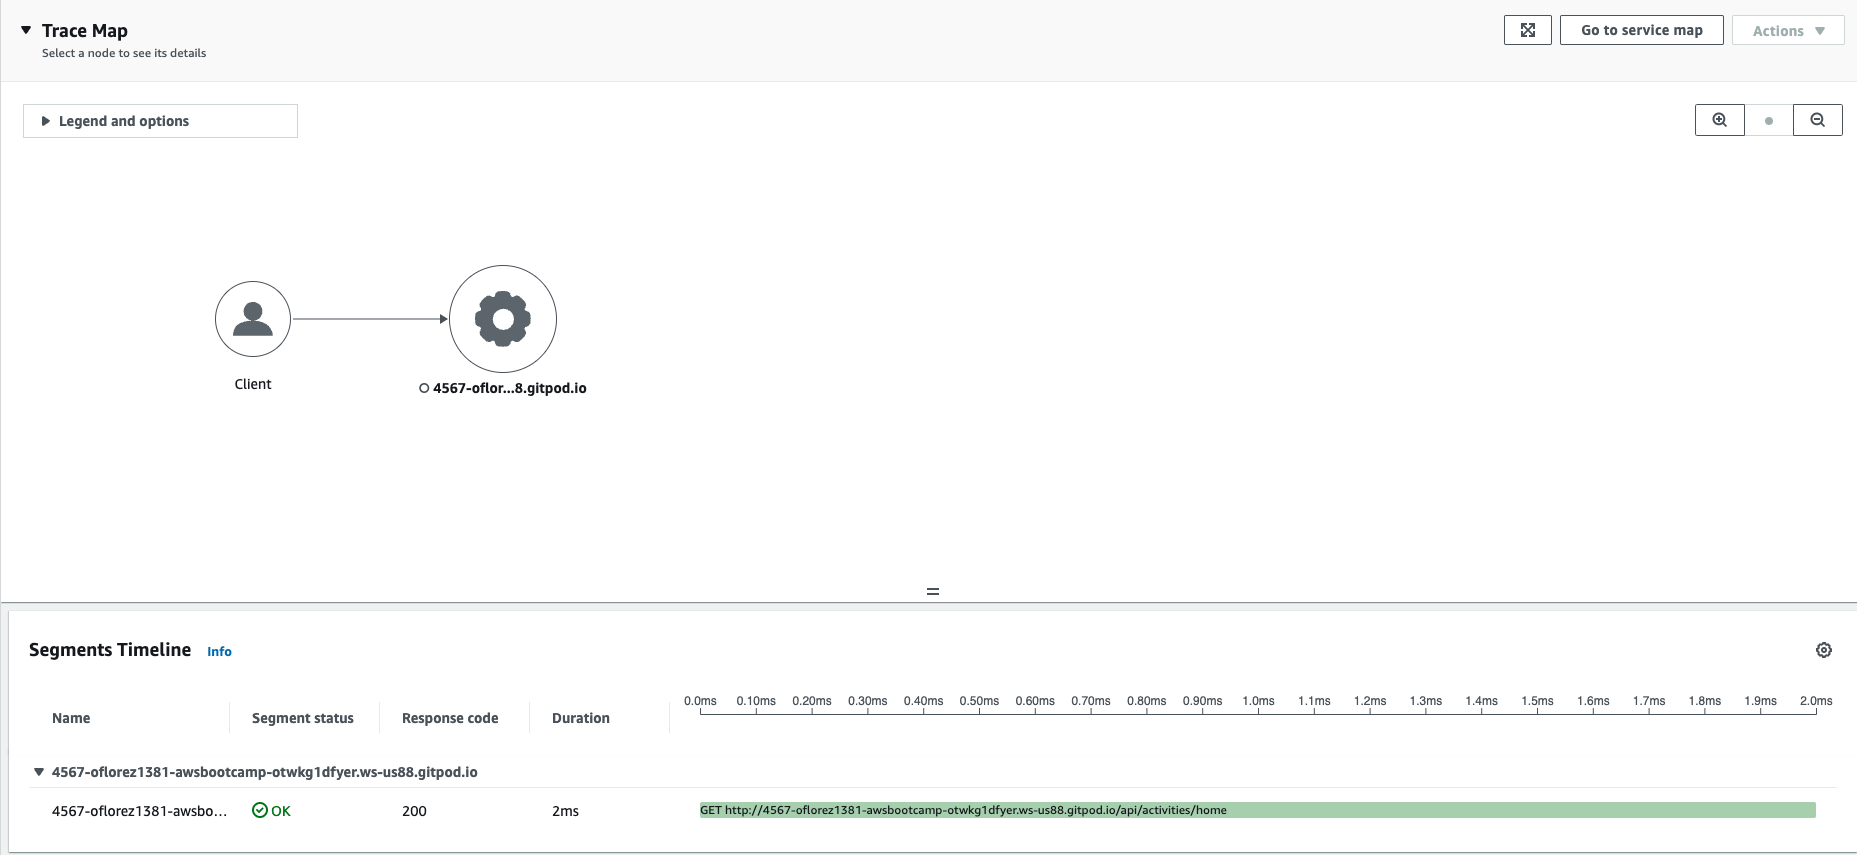 Trace Map
Select a node to see its details
Go to service map
Actions
Legend and options
Client
4567-oflor...8.gitpod.io
Segments Timeline Info
0.0ms 0.10ms 0.20ms 0.30ms 0.40ms 0.50ms 0.60ms 0.70ms 0.80ms 0.90ms 1.0ms 1.1ms 1.2ms 1.3ms 1.4ms 1.5ms 1.6ms 1.7ms 1.8ms 1.9ms 2.0ms
Name Segment status Response code Duration
4567-oflorez1381-awsbootcamp-otwkg1dfyer.ws-us88.gitpod.io
4567-oflorez1381-awsbo... OK 200 2ms GET http://4567-oflorez1381-awsbootcamp-otwkg1dfyer.ws-us88.gitpod.io/api/activities/home